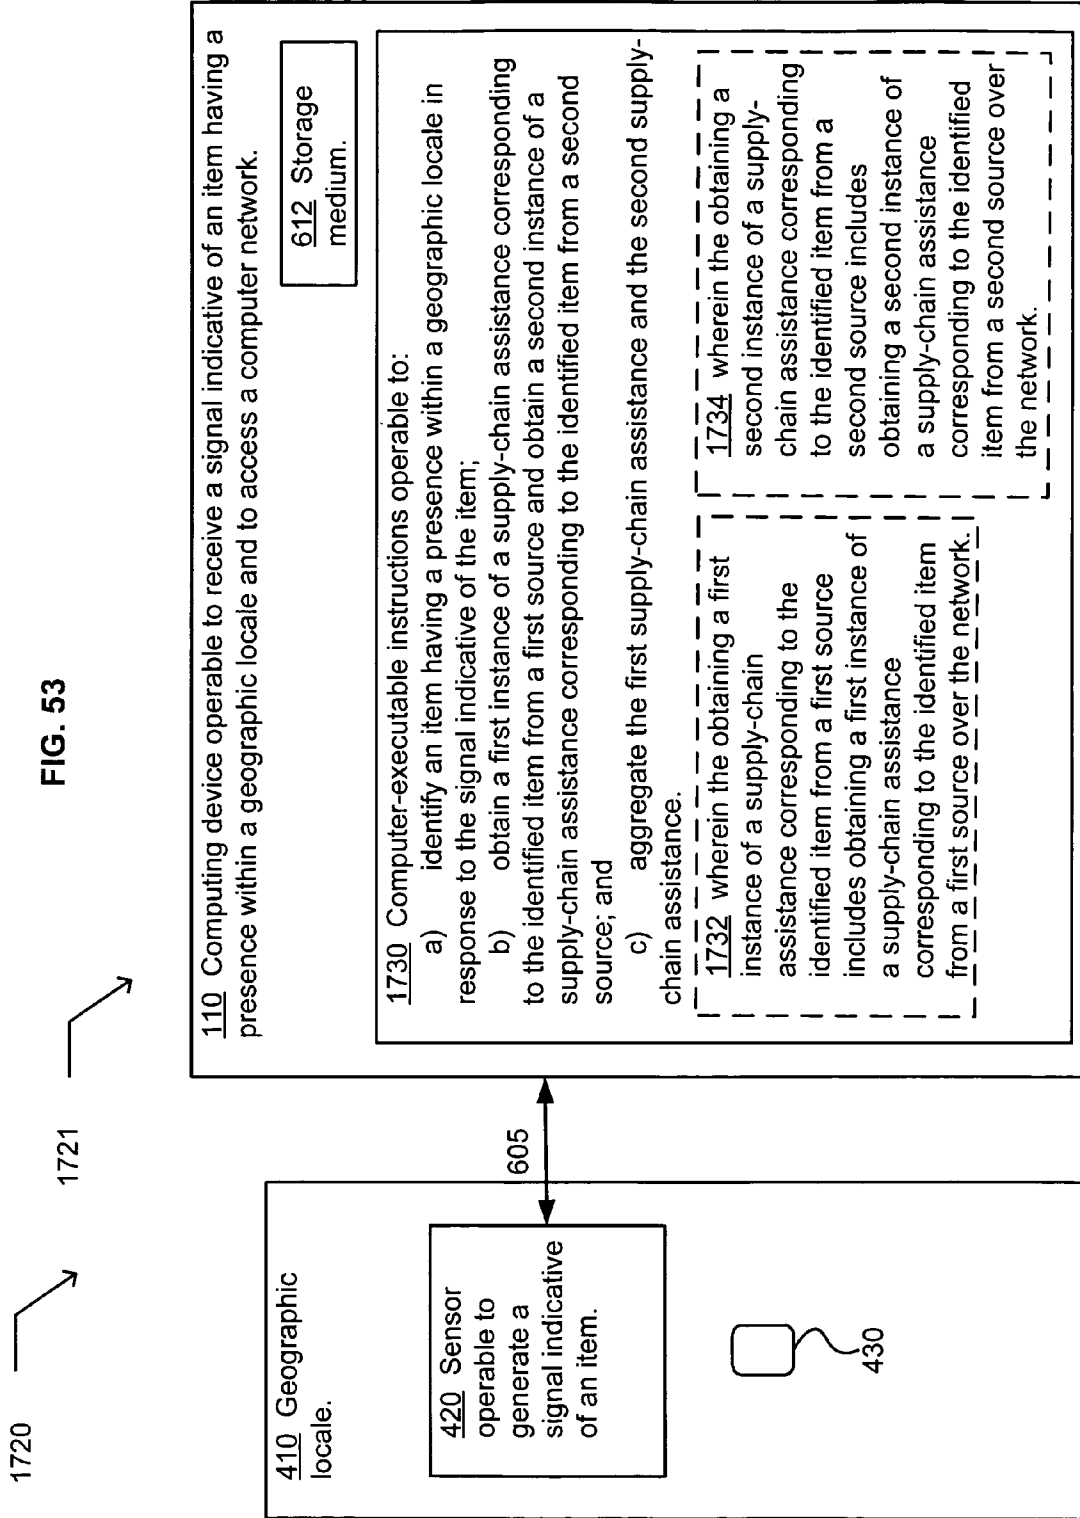 FIG. 53
1720
1721
410 Geographic
locale.
420 Sensor
operable to
generate a
signal indicative
of an item.
430
605
110 Computing device operable to receive a signal indicative of an item having a
presence within a geographic locale and to access a computer network.
612 Storage
medium.
1730 Computer-executable instructions operable to:
a) identify an item having a presence within a geographic locale in
response to the signal indicative of the item;
b) obtain a first instance of a supply-chain assistance corresponding
to the identified item from a first source and obtain a second instance of a
supply-chain assistance corresponding to the identified item from a second
source; and
c) aggregate the first supply-chain assistance and the second supply-
chain assistance.
1732 wherein the obtaining a first
instance of a supply-chain
assistance corresponding to the
identified item from a first source
includes obtaining a first instance of
a supply-chain assistance
corresponding to the identified item
from a first source over the network.
1734 wherein the obtaining a
second instance of a supply-
chain assistance corresponding
to the identified item from a
second source includes
obtaining a second instance of
a supply-chain assistance
corresponding to the identified
item from a second source over
the network.